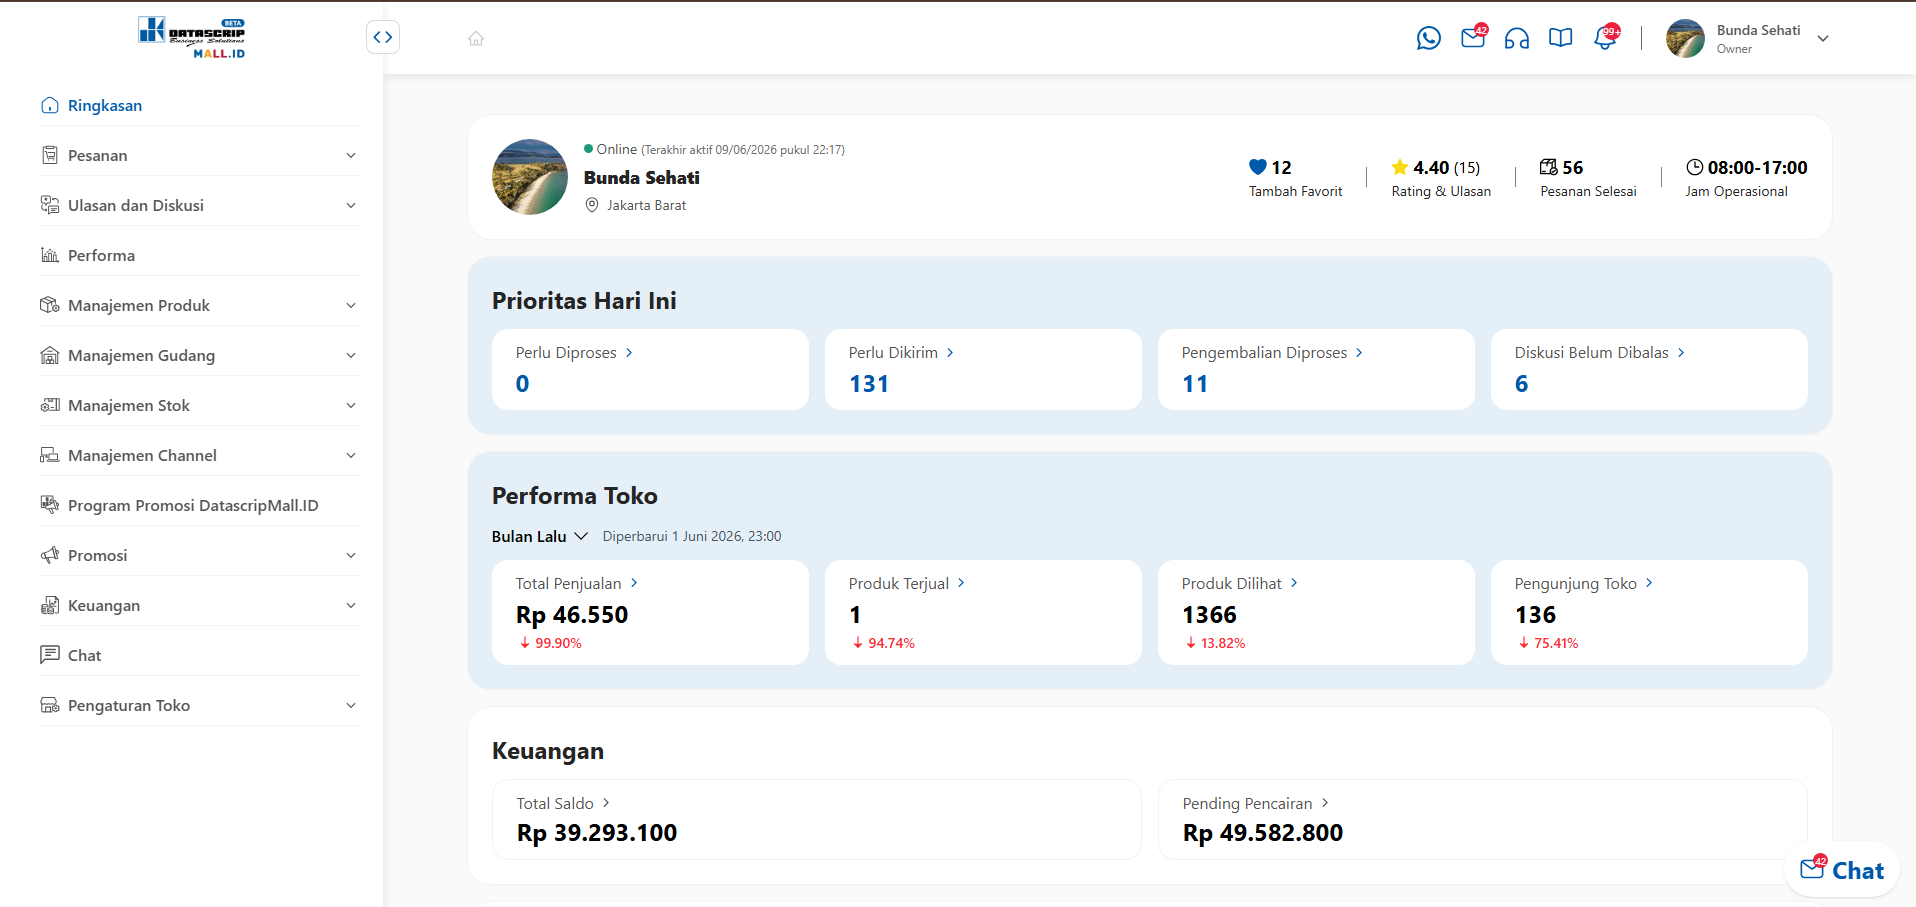 BETA
DATASCRIP
Business Solutions
MALL.ID
42
99+
Bunda Sehati
Owner
Ringkasan
Pesanan
Ulasan dan Diskusi
Performa
Manajemen Produk
Manajemen Gudang
Manajemen Stok
Manajemen Channel
Program Promosi DatascripMall.ID
Promosi
Keuangan
Chat
Pengaturan Toko
Online (Terakhir aktif 09/06/2026 pukul 22:17)
Bunda Sehati
Jakarta Barat
12
Tambah Favorit
4.40 (15)
Rating & Ulasan
56
Pesanan Selesai
08:00-17:00
Jam Operasional
Prioritas Hari Ini
Perlu Diproses
0
Perlu Dikirim
131
Pengembalian Diproses
11
Diskusi Belum Dibalas
6
Performa Toko
Bulan Lalu Diperbarui 1 Juni 2026, 23:00
Total Penjualan
Rp 46.550
99.90%
Produk Terjual
1
94.74%
Produk Dilihat
1366
13.82%
Pengunjung Toko
136
75.41%
Keuangan
Total Saldo
Rp 39.293.100
Pending Pencairan
Rp 49.582.800
42
Chat